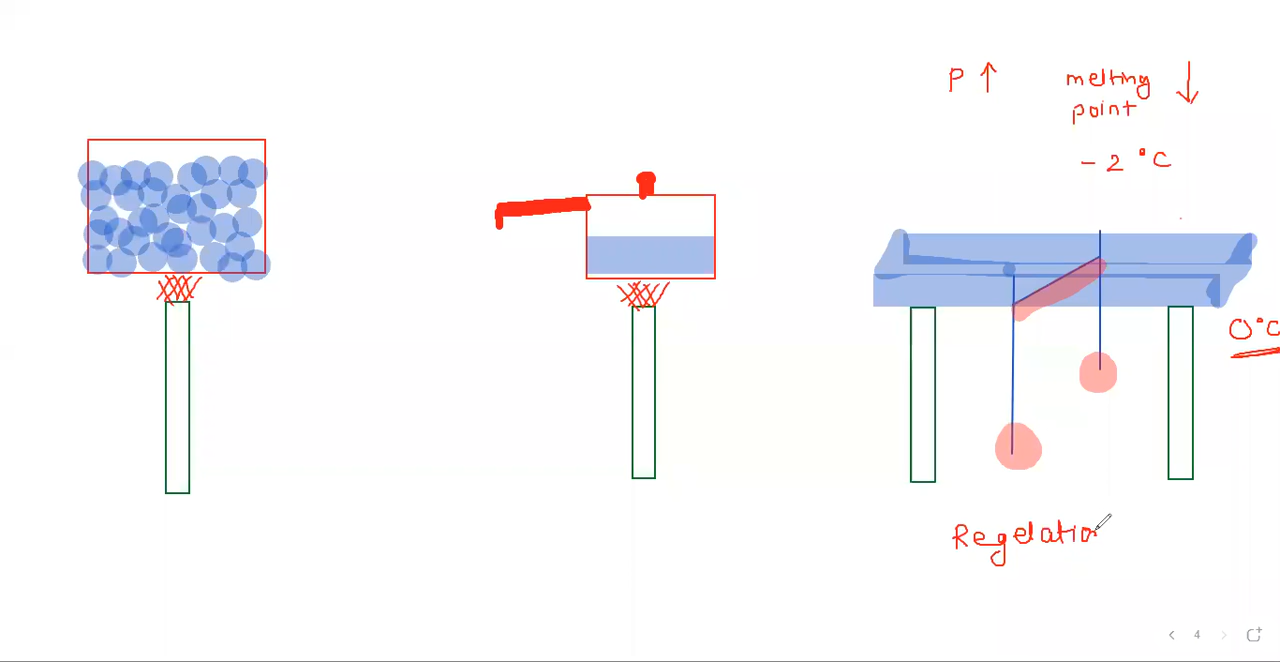 P ↑ melting ↓
point
- 2 °C
0°C
Regelation
4